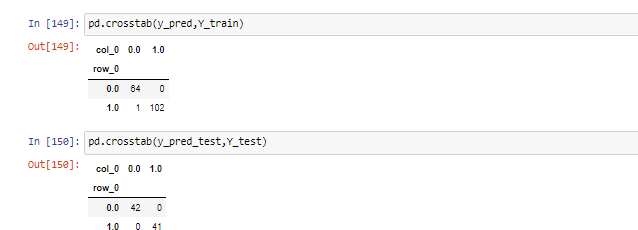 In [149]: pd.crosstab(y_pred,Y_train)
Out[149]: col_0 0.0 1.0
row_0
0.0 64 0
1.0 1 102
In [150]: pd.crosstab(y_pred_test,Y_test)
Out[150]: col_0 0.0 1.0
row_0
0.0 42 0
1.0 0 41